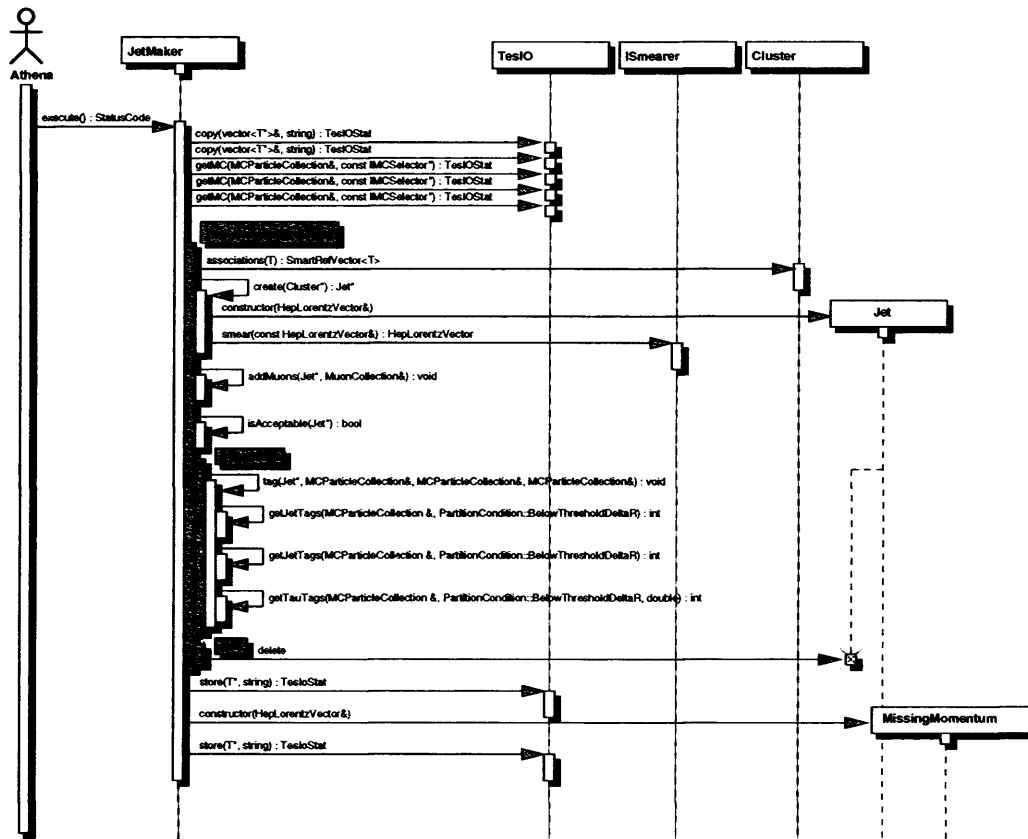 JetMaker
TesIO
ISmearer
Cluster
Athena
execute() : StatusCode
copy(vector<T*>&, string) : TesIOStat
copy(vector<T*>&, string) : TesIOStat
getMC(MCParticleCollection&, const IMCSelector*) : TesIOStat
getMC(MCParticleCollection&, const IMCSelector*) : TesIOStat
getMC(MCParticleCollection&, const IMCSelector*) : TesIOStat
associations(T) : SmartRefVector<T>
create(Cluster*) : Jet*
constructor(HepLorentzVector&)
Jet
smear(const HepLorentzVector&) : HepLorentzVector
addMuons(Jet*, MuonCollection&) : void
isAcceptable(Jet*) : bool
tag(Jet*, MCParticleCollection&, MCParticleCollection&, MCParticleCollection&) : void
getJetTags(MCParticleCollection &, PartitionCondition::BelowThresholdDeltaR) : int
getJetTags(MCParticleCollection &, PartitionCondition::BelowThresholdDeltaR) : int
getTauTags(MCParticleCollection &, PartitionCondition::BelowThresholdDeltaR, double) : int
delete
store(T*, string) : TesIoStat
constructor(HepLorentzVector&)
MissingMomentum
store(T*, string) : TesIoStat